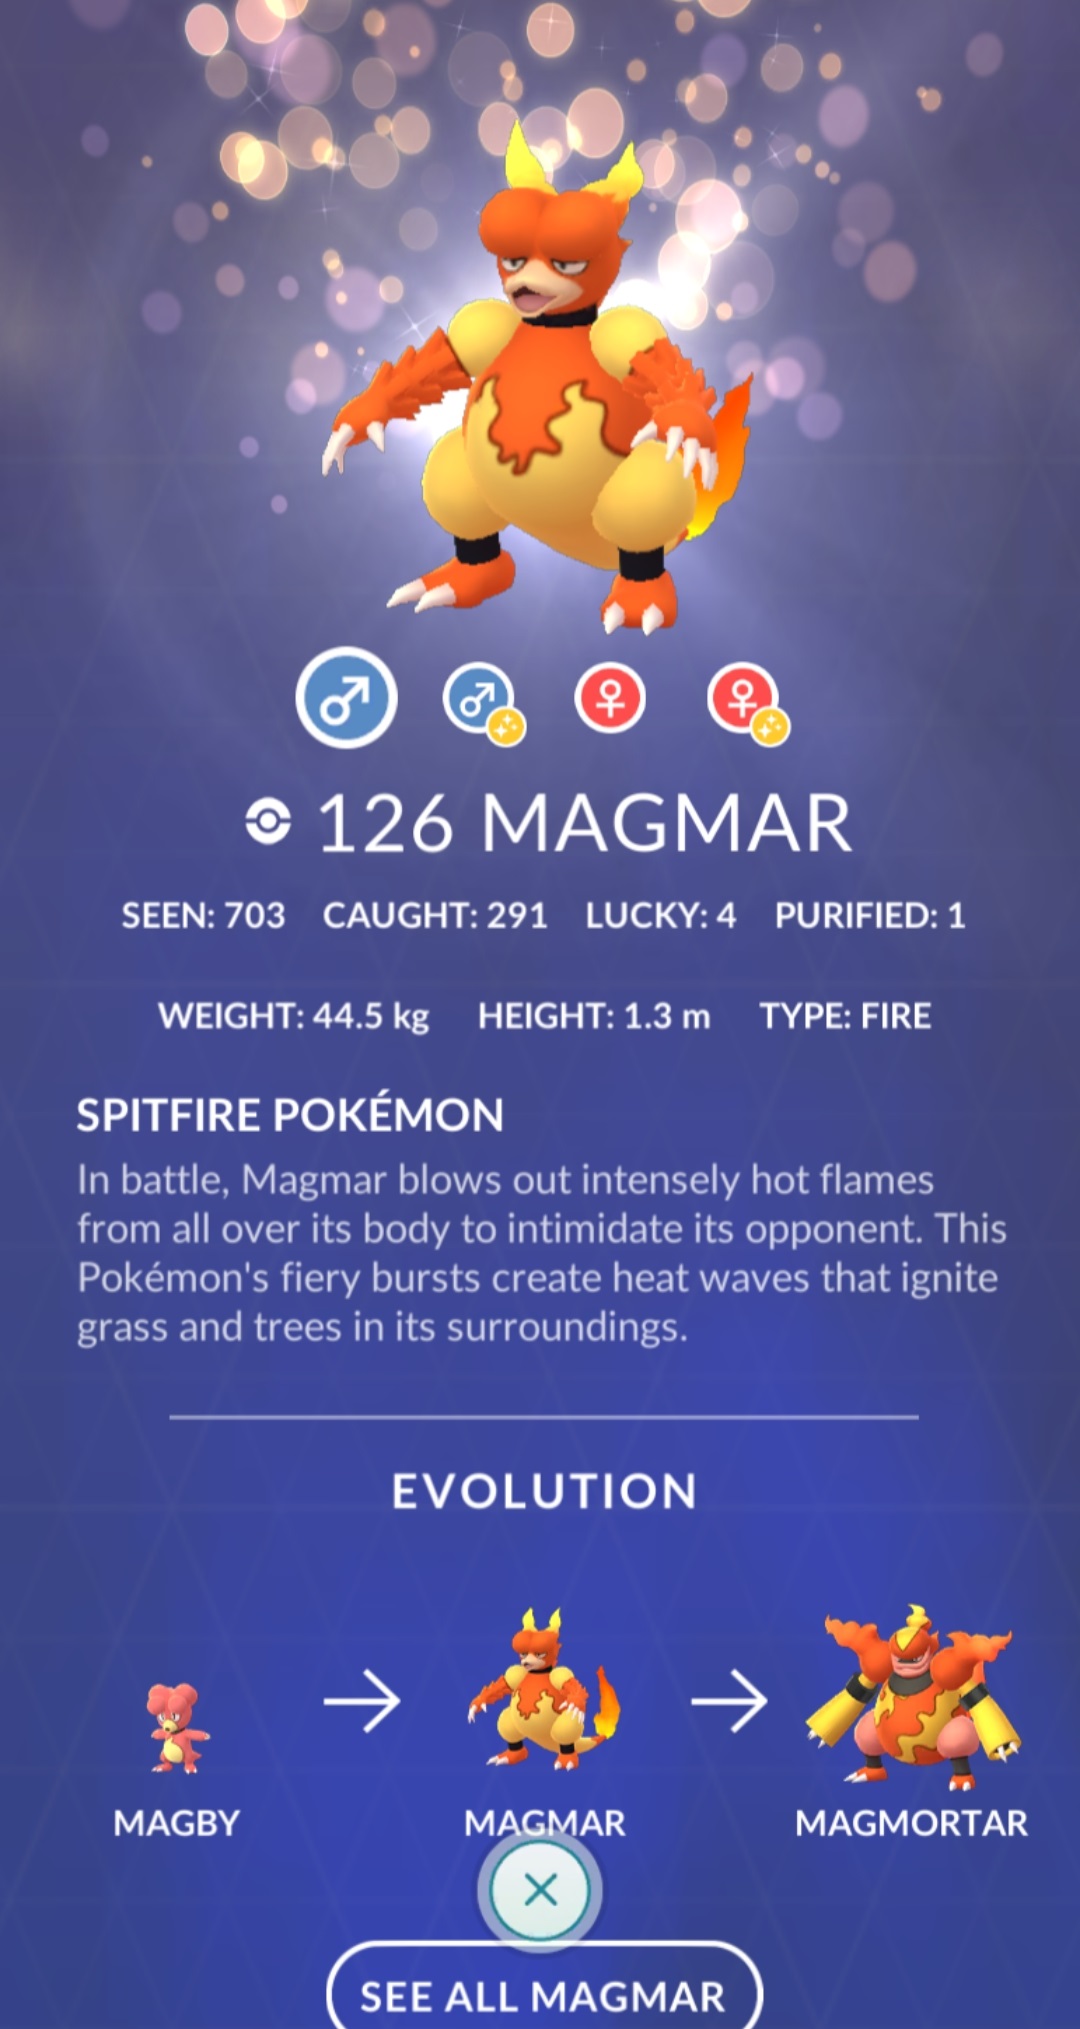 126 MAGMAR
SEEN: 703 CAUGHT: 291 LUCKY: 4 PURIFIED: 1
WEIGHT: 44.5 kg HEIGHT: 1.3 m TYPE: FIRE
SPITFIRE POKÉMON
In battle, Magmar blows out intensely hot flames
from all over its body to intimidate its opponent. This
Pokémon's fiery bursts create heat waves that ignite
grass and trees in its surroundings.
EVOLUTION
MAGBY MAGMAR MAGMORTAR
SEE ALL MAGMAR